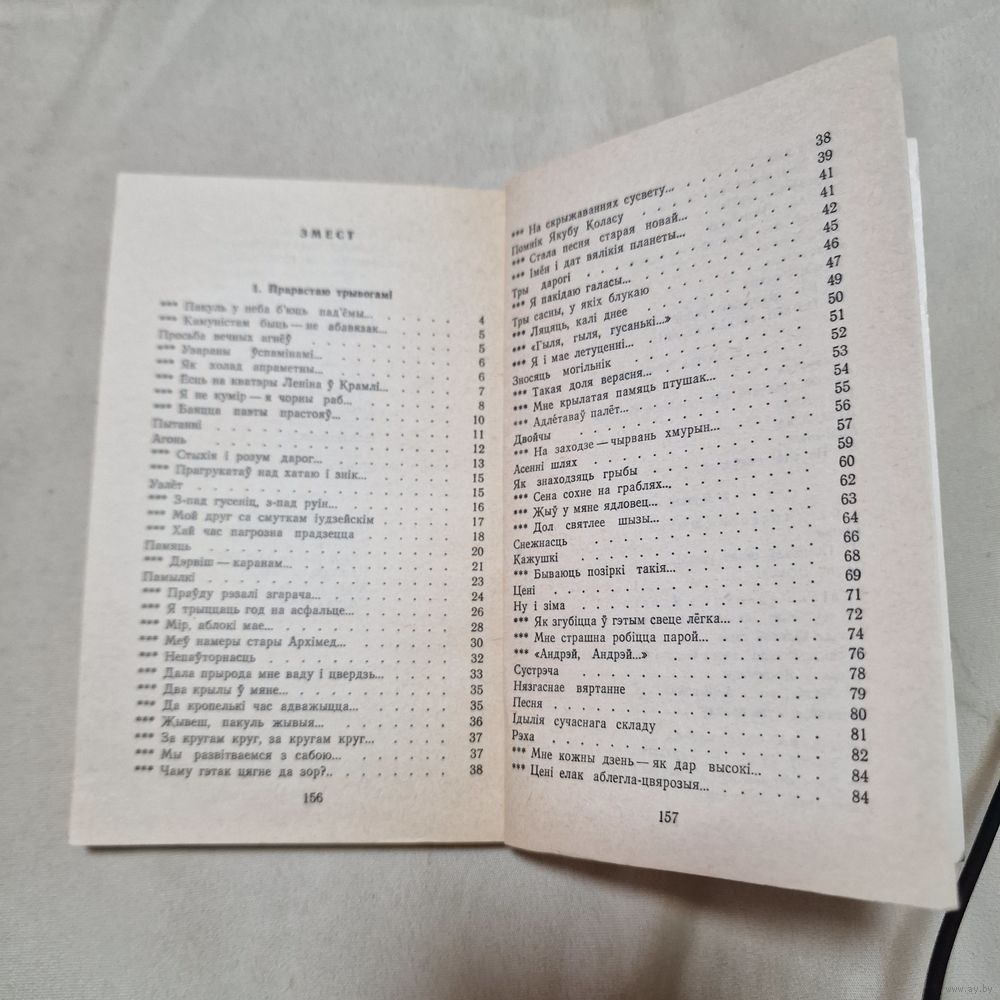 ЗМЕСТ
1. Прарастаю трывогамі
*** Пакуль у неба б'юць пад'ёмы... 4
*** Камуністам быць — не абавязак... 5
Просьба вечных агнёў 5
*** Увараны ўспамінамі... 6
*** Як холад апраметны... 6
*** Ёсць на кватэры Леніна ў Крамлі... 7
*** Я не кумір — я чорны раб... 8
*** Баяцца паэты прастояў... 10
Пытанні 11
Агонь 12
*** Стыхія і розум дарог... 13
*** Прагрукатаў над хатаю і знік... 15
Узлёт 15
*** З-пад гусеніц, з-пад руін... 16
*** Мой друг са смуткам іудзейскім 17
*** Хай час пагрозна прадзецца 18
Памяць 20
*** Дэрвіш — каранам... 21
Памылкі 23
*** Праўду рэзалі згарача... 24
*** Я трыццаць год на асфальце... 26
*** Мір, аблокі мае... 28
*** Меў намеры стары Архімед... 30
*** Непаўторнасць 32
*** Дала прырода мне ваду і цвердзь... 33
*** Два крылы ў мяне... 35
*** Да кропелькі час адважыцца... 35
*** Жывеш, пакуль жывыя... 36
*** За кругам круг, за кругам круг... 37
*** Мы развітваемся з сабою... 37
*** Чаму гэтак цягне да зор?.. 38
156
*** На скрыжаваннях сусвету... 38
Помнік Якубу Коласу 39
*** Стала песня старая новай... 41
*** Імён і дат вялікія планеты... 41
Тры дарогі 42
*** Я пакідаю галасы... 45
Тры сасны, у якіх блукаю 46
*** Ляцяць, калі днее 47
*** «Гыля, гыля, гусанькі...» 49
*** Я і мае летуценні... 50
Зносяць могільнік 51
*** Такая доля верасня... 52
*** Мне крылатая памяць птушак... 53
*** Адлётаваў палёт... 54
Двойчы 55
*** На заходзе — чырвань хмурын... 56
Асенні шлях 57
Як знаходзяць грыбы 59
*** Сена сохне на граблях... 60
*** Жыў у мяне ядловец... 62
*** Дол святлее шызы... 63
Снежнасць 64
Кажушкі 66
*** Бываюць позіркі такія... 68
Цені 69
Ну і зіма 71
*** Як згубіцца ў гэтым свеце лёгка... 72
*** Мне страшна робіцца парой... 74
*** «Андрэй, Андрэй...» 76
Сустрэча 78
Нязгаснае вяртанне 79
Песня 80
Ідылія сучаснага складу 81
Рэха 82
*** Мне кожны дзень — як дар высокі... 84
*** Цені елак аблегла-цвярозыя... 84
157
www.ay.by